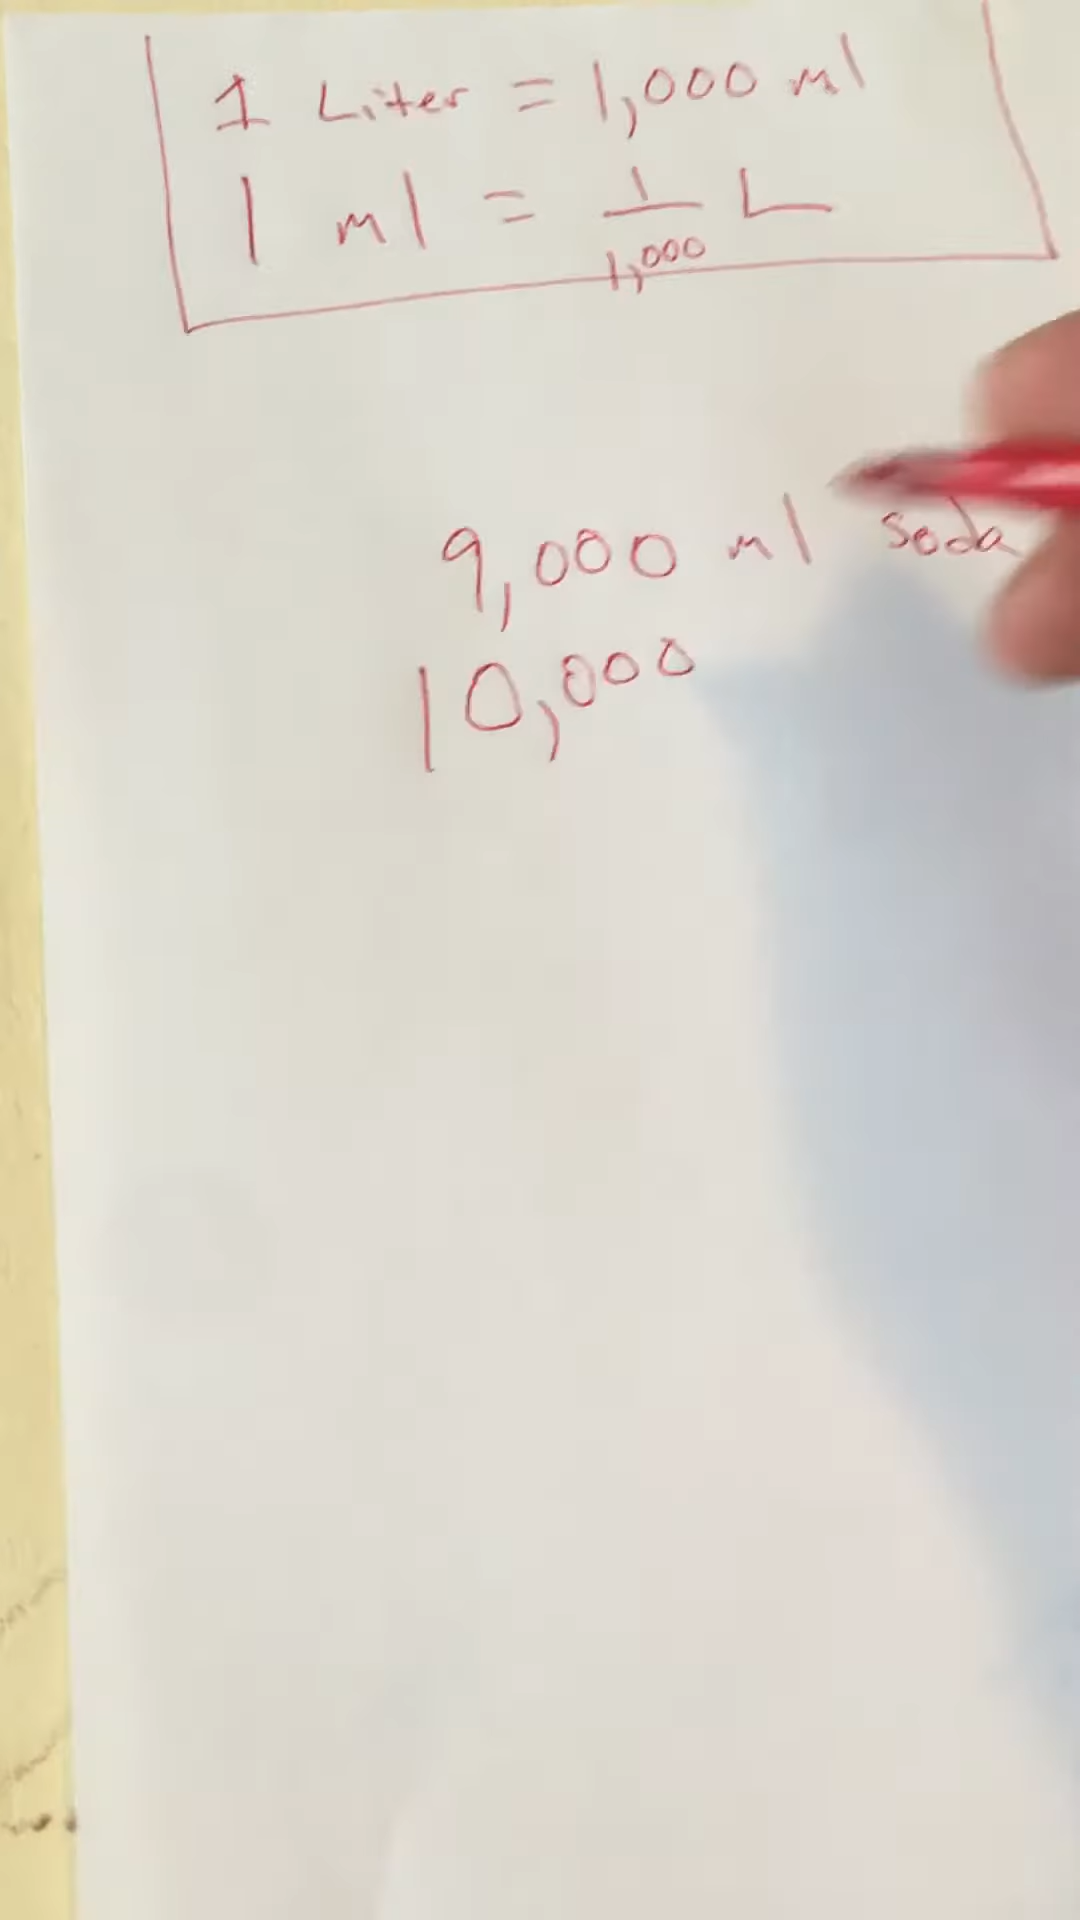 1 Liter = 1,000 ml
1 ml = 1/1,000 L
9,000 ml soda
10,000